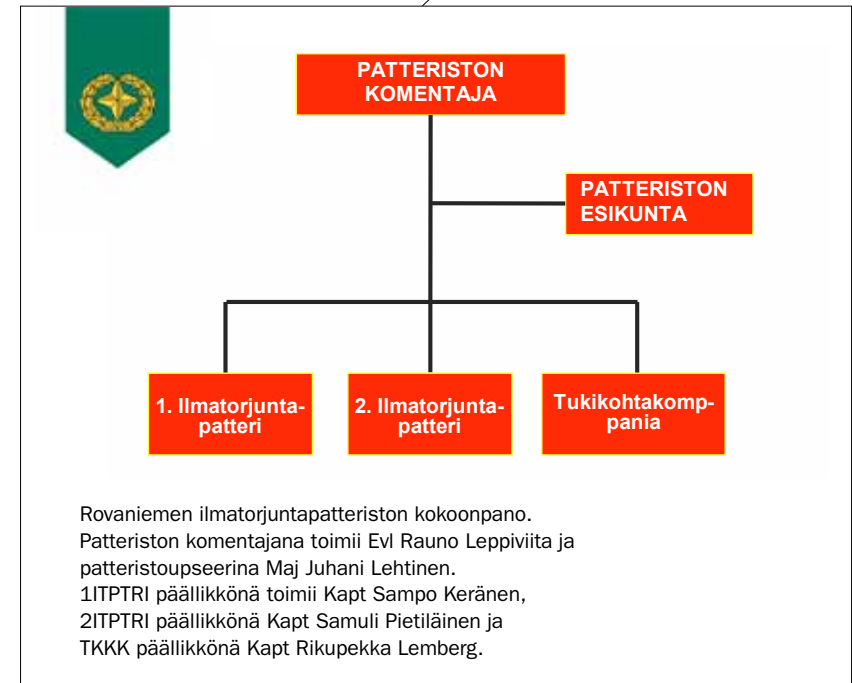 PATTERISTON
KOMENTAJA
PATTERISTON
ESIKUNTA
1. Ilmatorjunta-
patteri
2. Ilmatorjunta-
patteri
Tukikohtakomp-
pania
Rovaniemen ilmatorjuntapatteriston kokoonpano.
Patteriston komentajana toimii Evl Rauno Leppiviita ja
patteristoupseerina Maj Juhani Lehtinen.
1ITPTRI päällikkönä toimii Kapt Sampo Keränen,
2ITPTRI päällikkönä Kapt Samuli Pietiläinen ja
TKKK päällikkönä Kapt Rikupekka Lemberg.